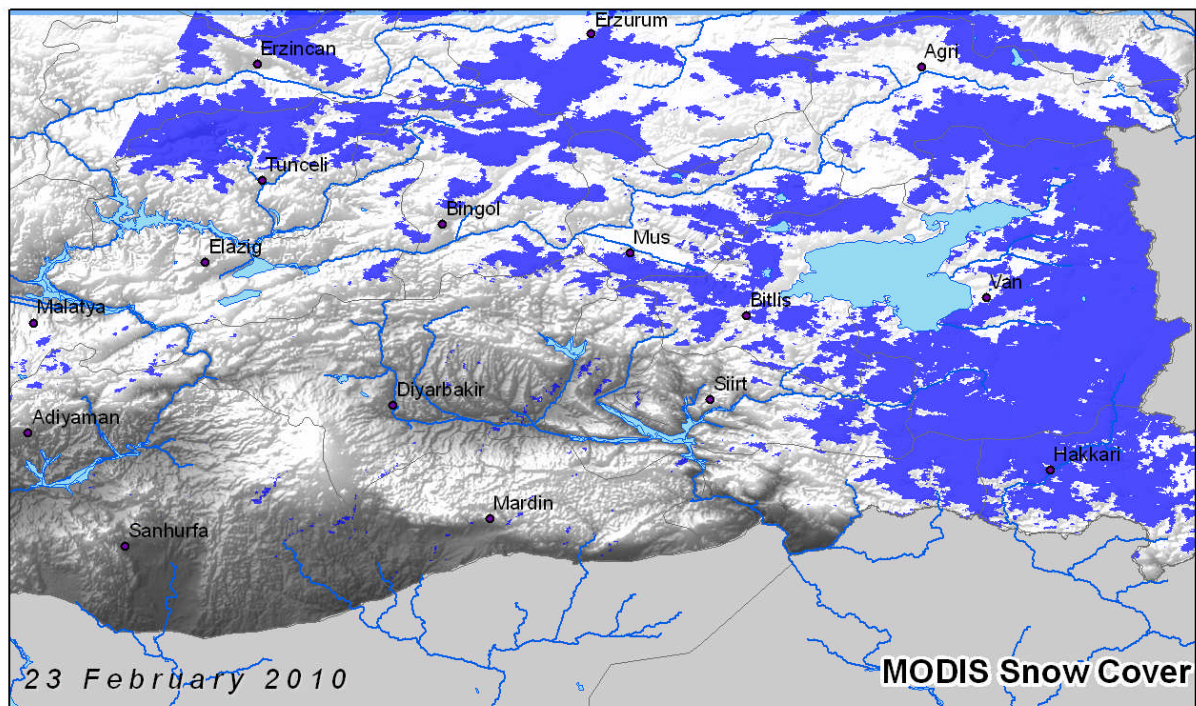 Erzurum
Erzincan
Agri
Tunceli
Bingol
Mus
Elazig
Van
Malatya
Bitlis
Diyarbakir
Siirt
Adiyaman
Hakkari
Mardin
Sanhurfa
23 February 2010
MODIS Snow Cover